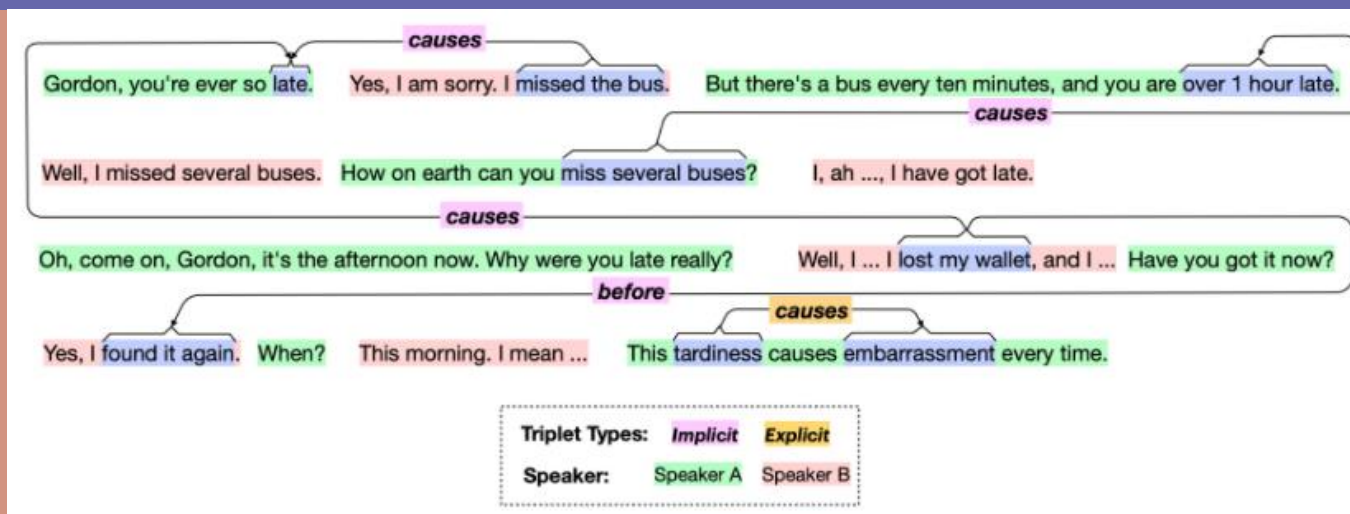 causes
Gordon, you're ever so late. Yes, I am sorry. I missed the bus. But there's a bus every ten minutes, and you are over 1 hour late.
causes
Well, I missed several buses. How on earth can you miss several buses? I, ah ..., I have got late.
causes
Oh, come on, Gordon, it's the afternoon now. Why were you late really? Well, I ... I lost my wallet, and I ... Have you got it now?
before
causes
Yes, I found it again. When? This morning. I mean ... This tardiness causes embarrassment every time.
Triplet Types: Implicit Explicit
Speaker: Speaker A Speaker B